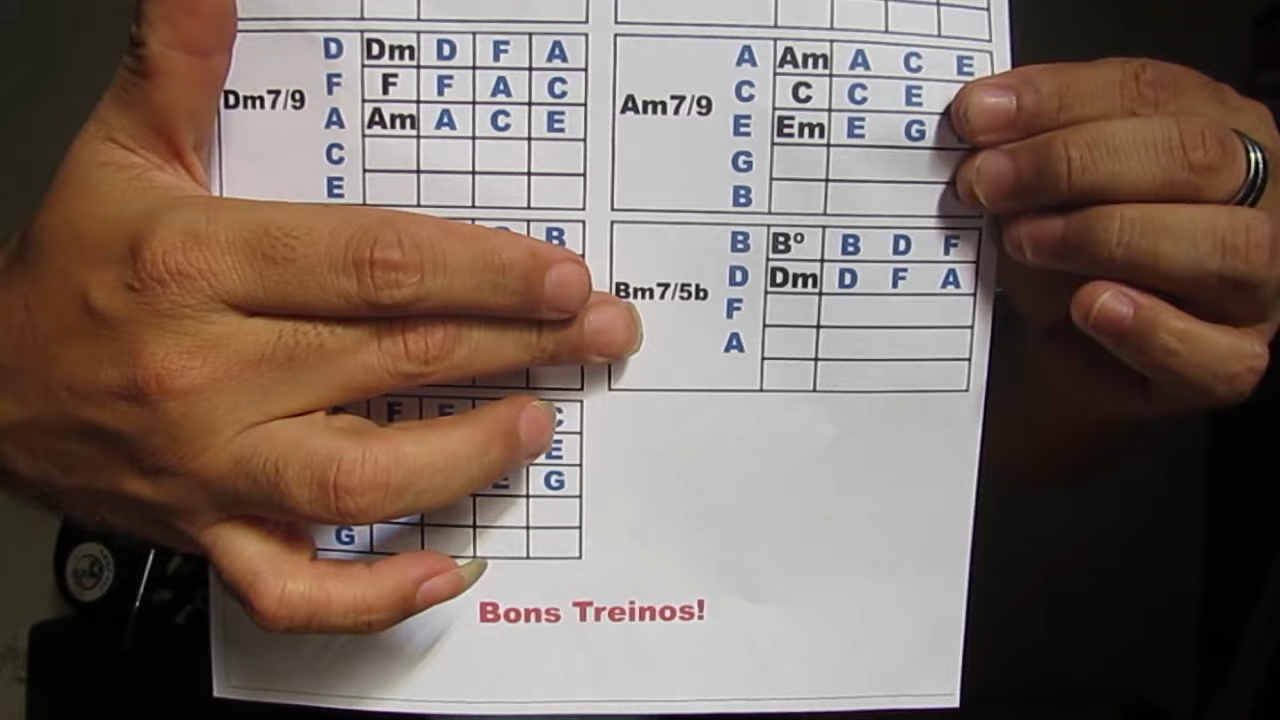 D Dm D F A
Dm7/9 F F F A C
A Am A C E
C
E
A Am A C E
Am7/9 C C C E
E Em E G
G
B
B
B Bº B D F
Bm7/5b D Dm D F A
F
A
F F C
E
E G
G
Bons Treinos!